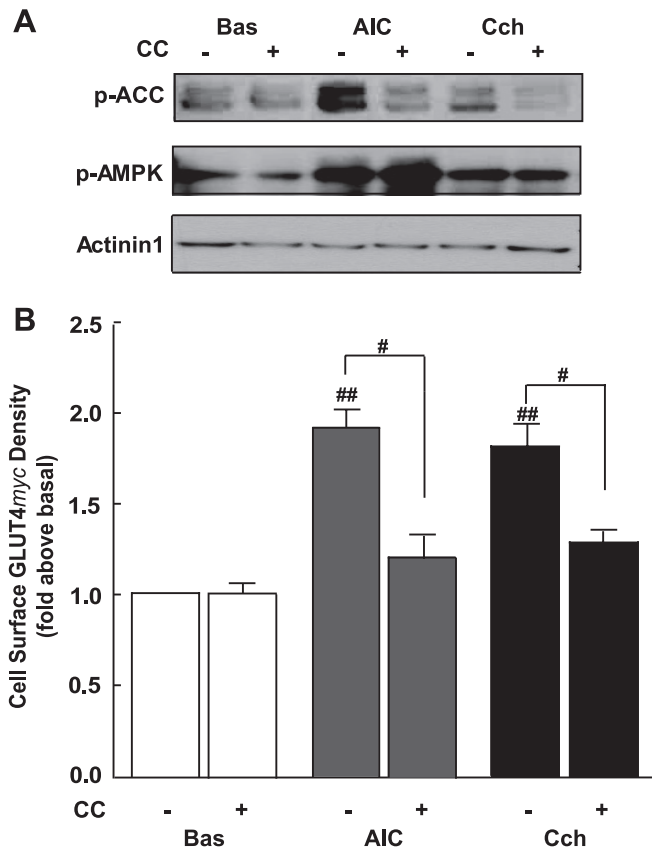 A
Bas AIC Cch
CC - + - + - +
p-ACC
p-AMPK
Actinin1
B
Cell Surface GLUT4myc Density
(fold above basal)
2.5
2.0
1.5
1.0
0.5
0.0
#
##
#
##
CC - + - + - +
Bas AIC Cch